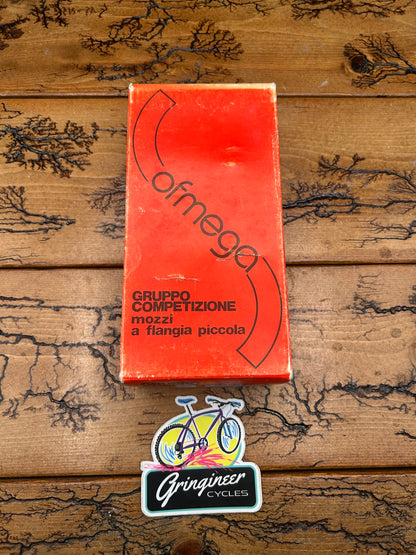 ofmega
GRUPPO
COMPETIZIONE
mozzi
a flangia piccola
Gringineer
CYCLES